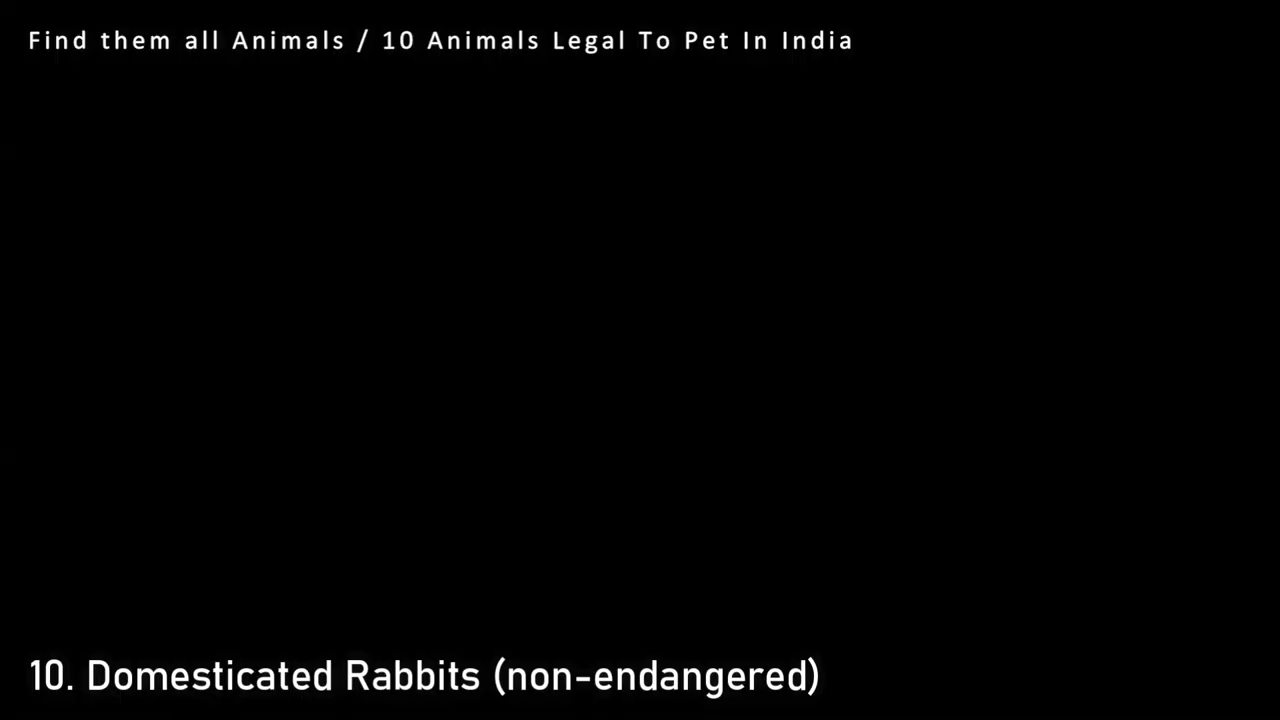 Find them all Animals / 10 Animals Legal To Pet In India
10. Domesticated Rabbits (non-endangered)